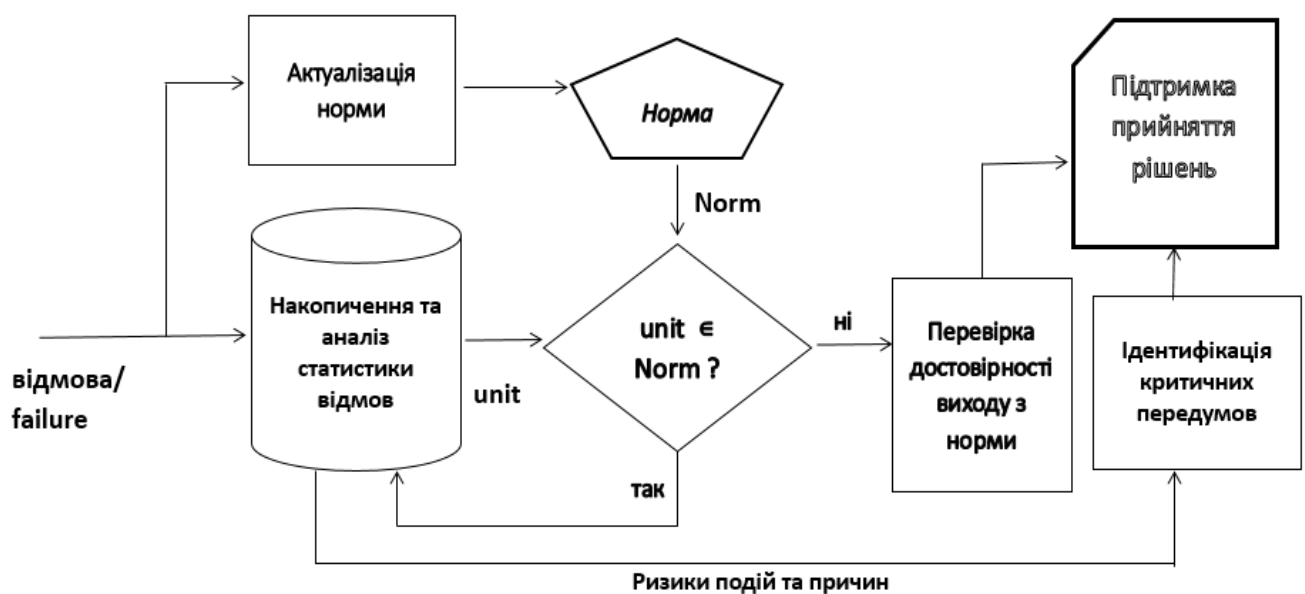 Актуалізація
норми
Норма
Підтримка
прийняття
рішень
Norm
Накопичення та
аналіз
статистики
відмов
unit ∈
Norm ?
ні
Перевірка
достовірності
виходу з
норми
Ідентифікація
критичних
передумов
відмова/
failure
unit
так
Ризики подій та причин